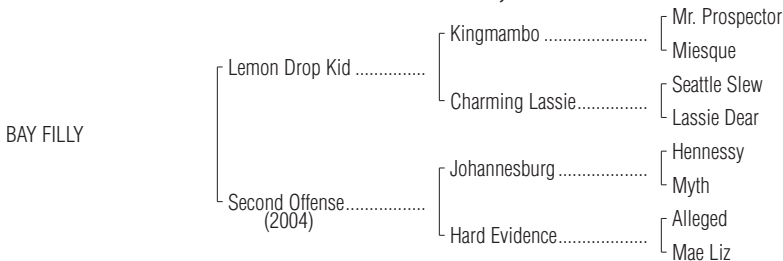 Mr. Prospector
Kingmambo .....................
Miesque
Lemon Drop Kid ...............
Seattle Slew
Charming Lassie...............
Lassie Dear
BAY FILLY
Hennessy
Johannesburg ..................
Myth
Second Offense.................
(2004)
Alleged
Hard Evidence...................
Mae Liz